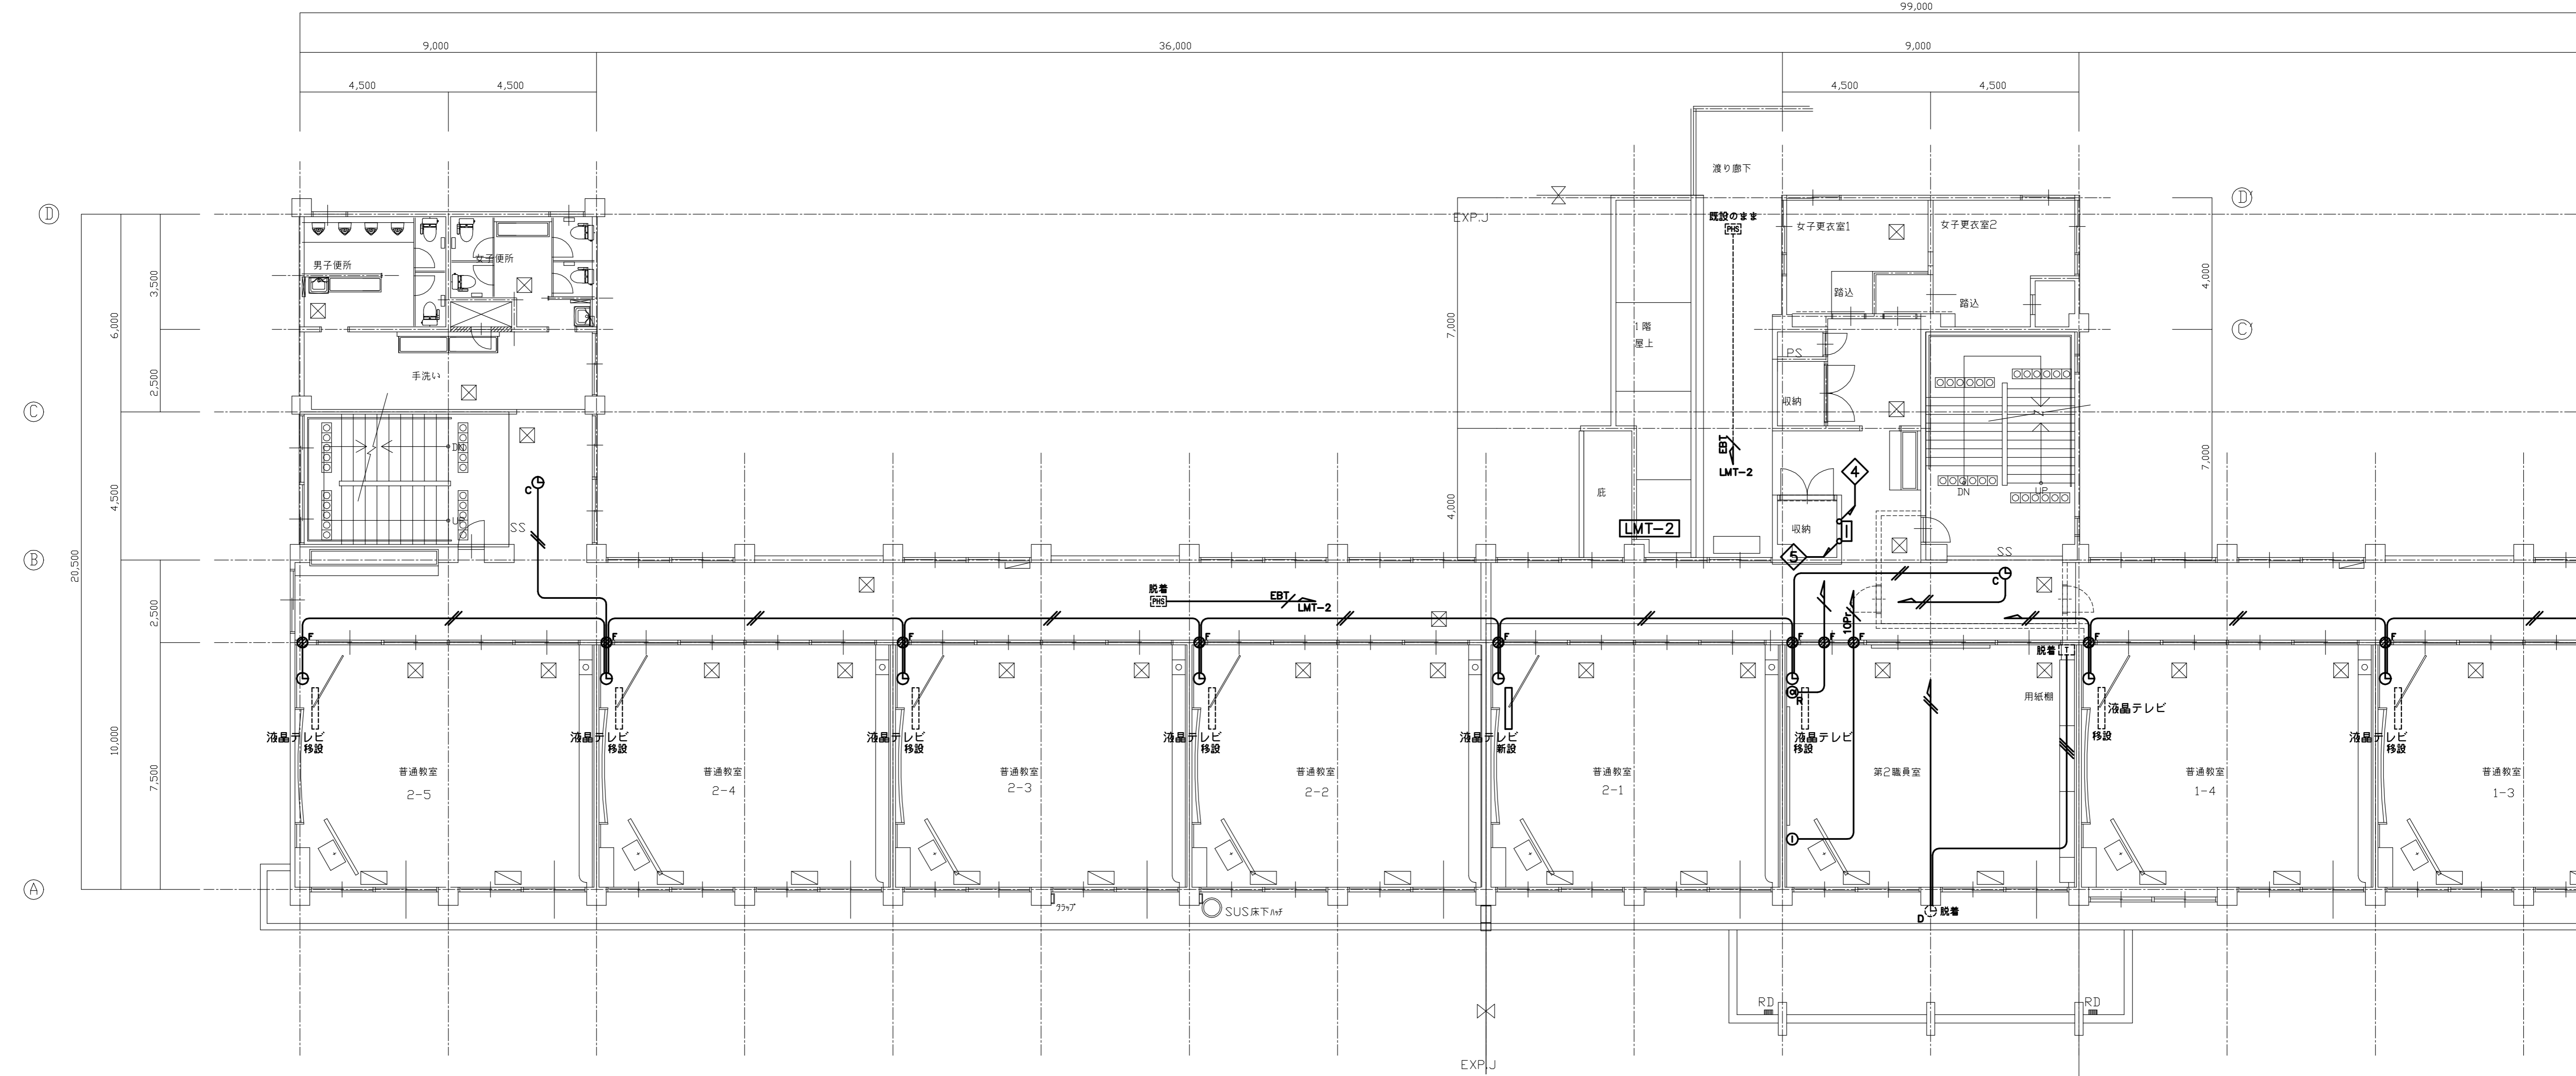 99,000
9,000
36,000
9,000
4,500
4,500
4,500
4,500
渡り廊下
D
EXP.J
既設のまま
PHS
女子更衣室1
女子更衣室2
D'
男子便所
女子便所
3,500
4,000
踏込
踏込
6,000
7,000
1階
屋上
C'
PS
手洗い
2,500
収納
C
DN
EBT
LMT-2
7,000
4
C
4,500
庇
4,000
DN
UP
UP
SS
LMT-2
収納
5
SS
B
20,500
脱着
PHS
EBT
LMT-2
C
2,500
10Pr
F
F
F
F
F
F
F
F
F
F
脱着
T
R
用紙棚
液晶テレビ
移設
液晶テレビ
移設
液晶テレビ
移設
液晶テレビ
移設
液晶テレビ
新設
液晶テレビ
移設
液晶テレビ
移設
液晶テレビ
移設
10,000
7,500
普通教室
2-5
普通教室
2-4
普通教室
2-3
普通教室
2-2
普通教室
2-1
第2職員室
普通教室
1-4
普通教室
1-3
A
タラップ
SUS床下ハッチ
D
脱着
RD
RD
EXP.J